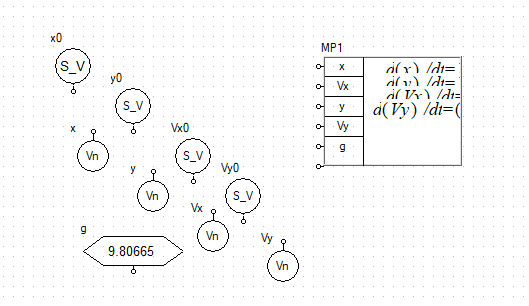 x0
S_V
y0
S_V
x
Vn
Vx0
S_V
y
Vn
Vy0
S_V
Vx
Vn
g
9.80665
Vy
Vn
MP1
x
Vx
y
Vy
g
d(x) /dt=
d(y) /dt=
d(Vx) /dt=
d(Vy) /dt=(